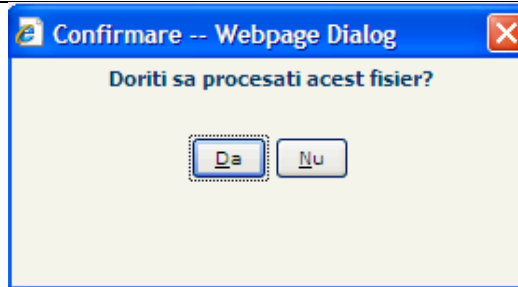 Confirmare -- Webpage Dialog
Doriti sa procesati acest fisier?
Da Nu